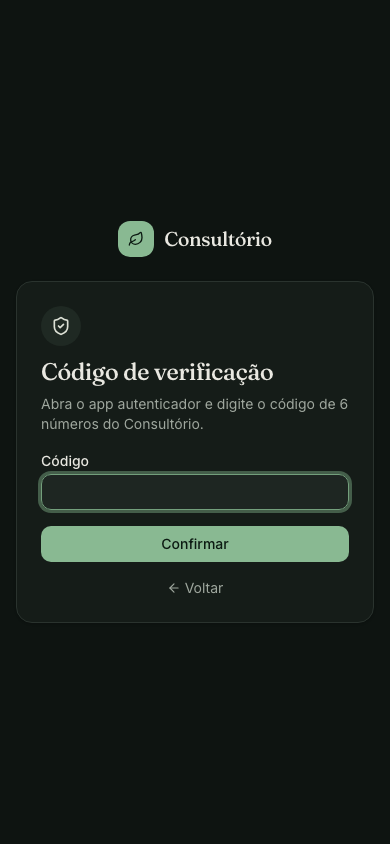 Consultório
Código de verificação
Abra o app autenticador e digite o código de 6
números do Consultório.
Código
Confirmar
← Voltar